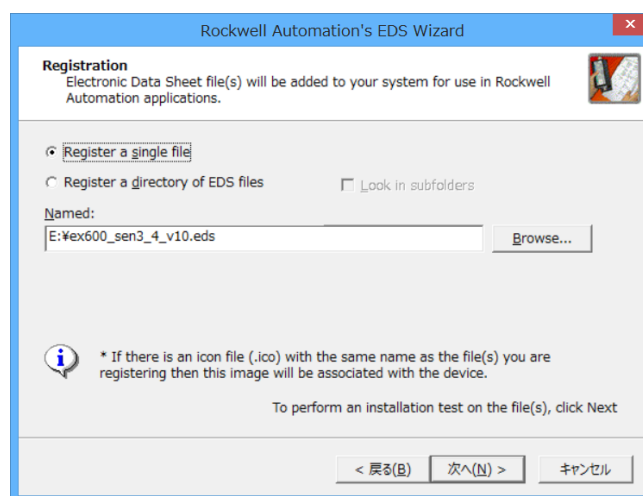 Rockwell Automation's EDS Wizard
Registration
Electronic Data Sheet file(s) will be added to your system for use in Rockwell
Automation applications.
Register a single file
Register a directory of EDS files
Look in subfolders
Named:
E:¥ex600_sen3_4_v10.eds
Browse...
* If there is an icon file (.ico) with the same name as the file(s) you are
registering then this image will be associated with the device.
To perform an installation test on the file(s), click Next
< 戻る(B)
次へ(N) >
キャンセル